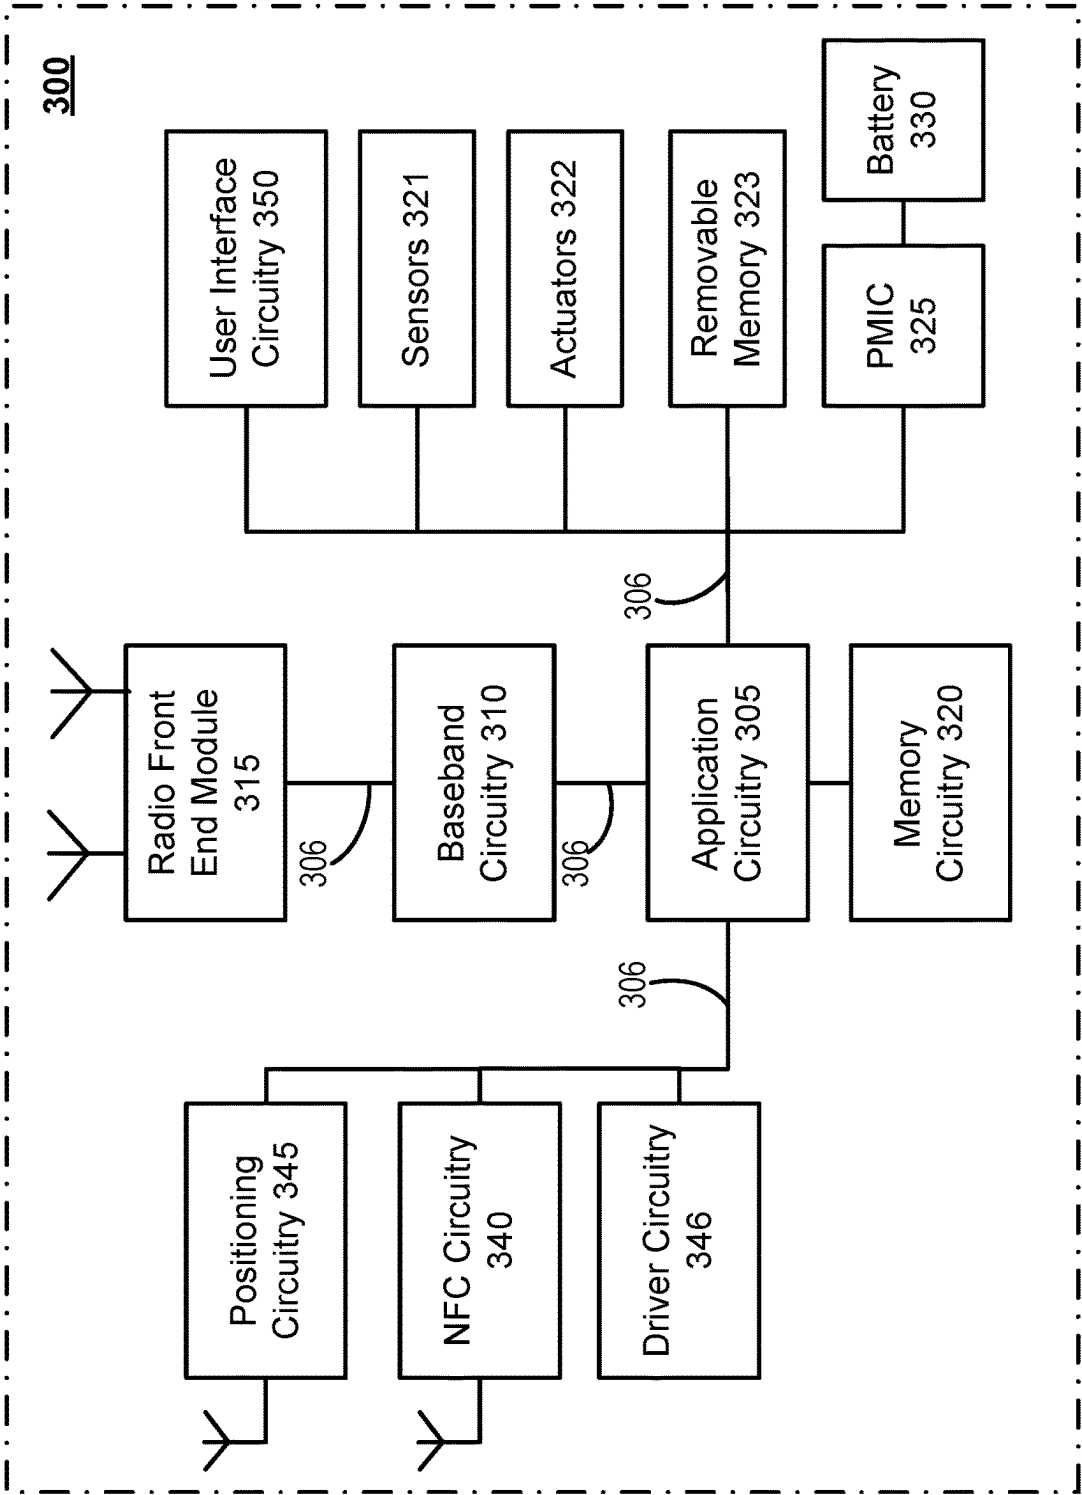 300
Positioning
Circuitry 345
NFC Circuitry
340
Driver Circuitry
346
306
Radio Front
End Module
315
306
Baseband
Circuitry 310
306
Application
Circuitry 305
Memory
Circuitry 320
306
User Interface
Circuitry 350
Sensors 321
Actuators 322
Removable
Memory 323
PMIC
325
Battery
330